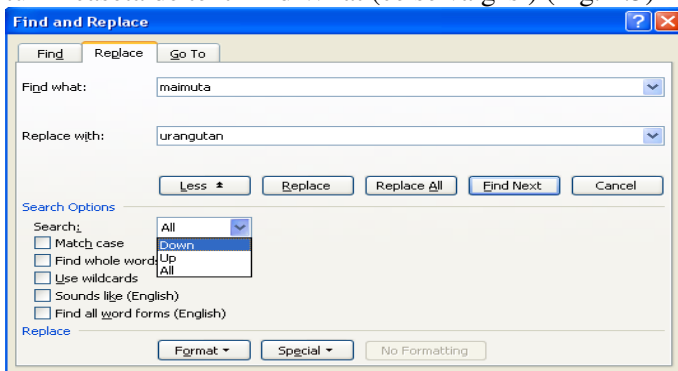 Find and Replace
Find Replace Go To
Find what: maimuta
Replace with: urangutan
Less Replace Replace All Find Next Cancel
Search Options
Search: All
Down
Up
All
Match case
Find whole word
Use wildcards
Sounds like (English)
Find all word forms (English)
Replace
Format Special No Formatting